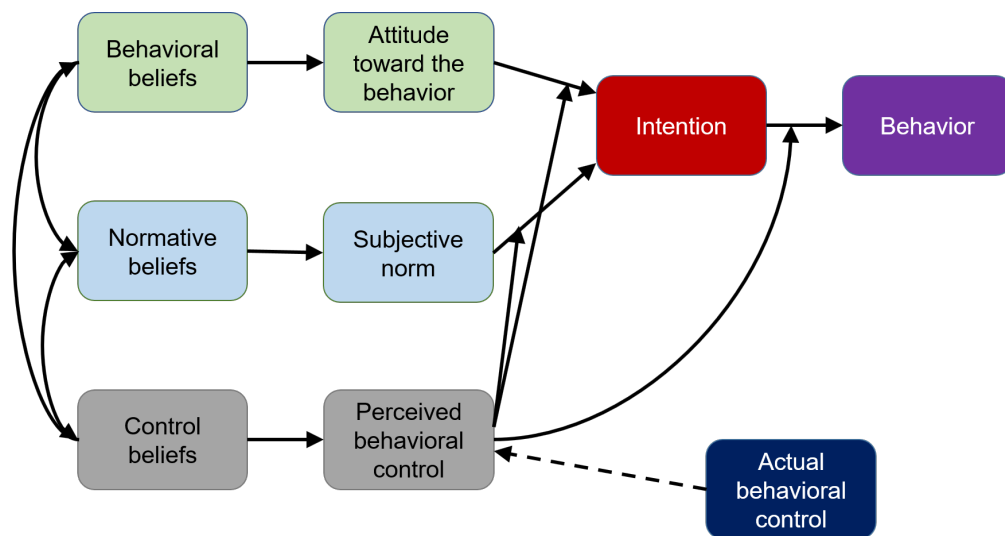 Behavioral
beliefs
Attitude
toward the
behavior
Intention
Behavior
Normative
beliefs
Subjective
norm
Control
beliefs
Perceived
behavioral
control
Actual
behavioral
control